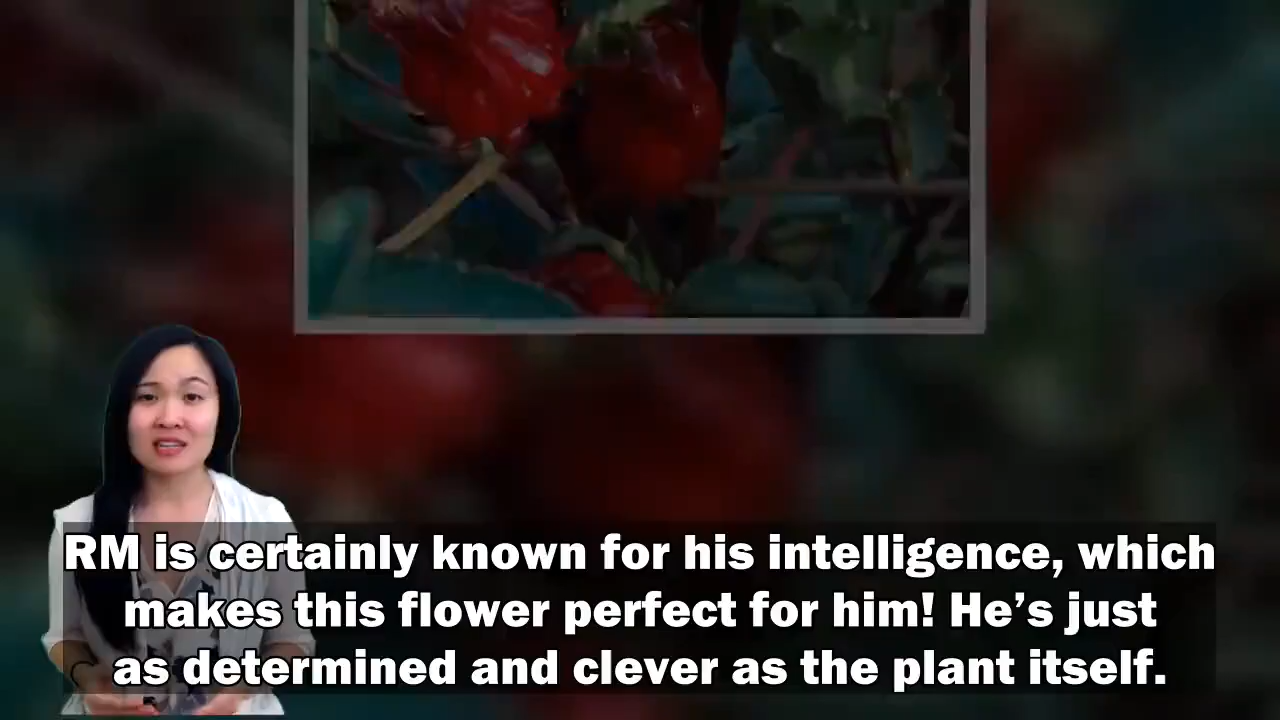 RM is certainly known for his intelligence, which
makes this flower perfect for him! He’s just
as determined and clever as the plant itself.